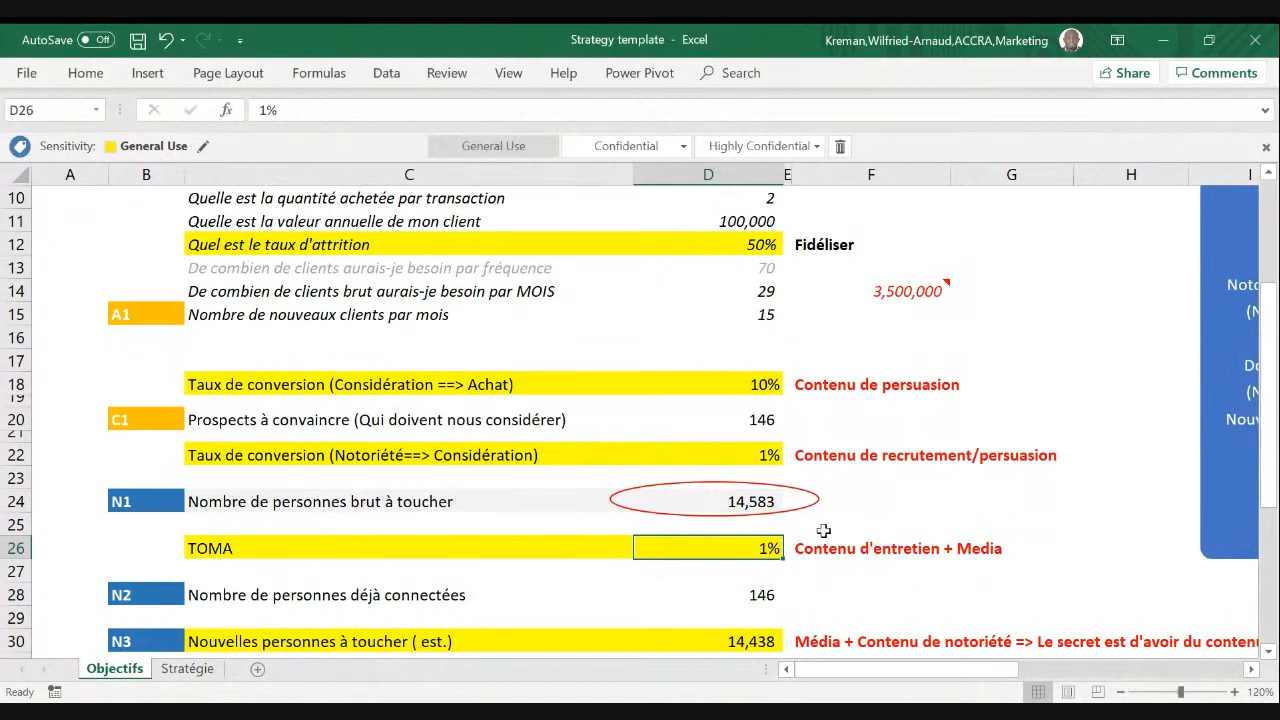 AutoSave Off Strategy template - Excel Kreman,Wilfried-Arnaud,ACCRA,Marketing
File Home Insert Page Layout Formulas Data Review View Help Power Pivot Search Share Comments
D26 fx 1%
Sensitivity: General Use General Use Confidential Highly Confidential
A B C D E F G H I
10 Quelle est la quantité achetée par transaction 2
11 Quelle est la valeur annuelle de mon client 100,000
12 Quel est le taux d'attrition 50% Fidéliser
13 De combien de clients aurais-je besoin par fréquence 70
14 De combien de clients brut aurais-je besoin par MOIS 29 3,500,000
15 A1 Nombre de nouveaux clients par mois 15
16
17
18 Taux de conversion (Considération ==> Achat) 10% Contenu de persuasion
19
20 C1 Prospects à convaincre (Qui doivent nous considérer) 146
21
22 Taux de conversion (Notoriété==> Considération) 1% Contenu de recrutement/persuasion
23
24 N1 Nombre de personnes brut à toucher 14,583
25
26 TOMA 1% Contenu d'entretien + Media
27
28 N2 Nombre de personnes déjà connectées 146
29
30 N3 Nouvelles personnes à toucher ( est.) 14,438 Média + Contenu de notoriété => Le secret est d'avoir du conten
Noto
(N
Do
(N
Nouv
Objectifs Stratégie
Ready 120%